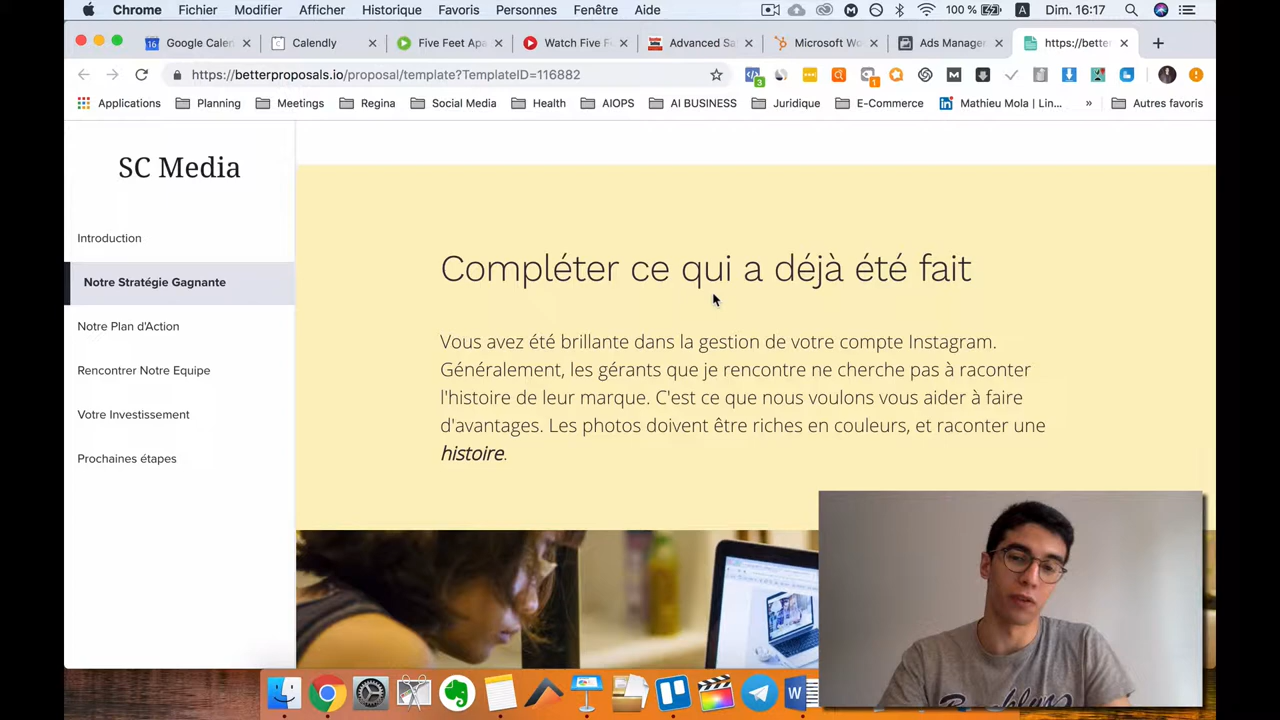 Chrome Fichier Modifier Afficher Historique Favoris Personnes Fenêtre Aide 100 % A Dim. 16:17
Google Calen Calendly Five Feet Apa Watch Five F Advanced Sa Microsoft Wo Ads Manager https://bette
https://betterproposals.io/proposal/template?TemplateID=116882
Applications Planning Meetings Regina Social Media Health AIOPS AI BUSINESS Juridique E-Commerce Mathieu Mola | Lin... » Autres favoris
SC Media
Introduction
Notre Stratégie Gagnante
Notre Plan d'Action
Rencontrer Notre Equipe
Votre Investissement
Prochaines étapes
Compléter ce qui a déjà été fait
Vous avez été brillante dans la gestion de votre compte Instagram.
Généralement, les gérants que je rencontre ne cherche pas à raconter
l'histoire de leur marque. C'est ce que nous voulons vous aider à faire
d'avantages. Les photos doivent être riches en couleurs, et raconter une
histoire.